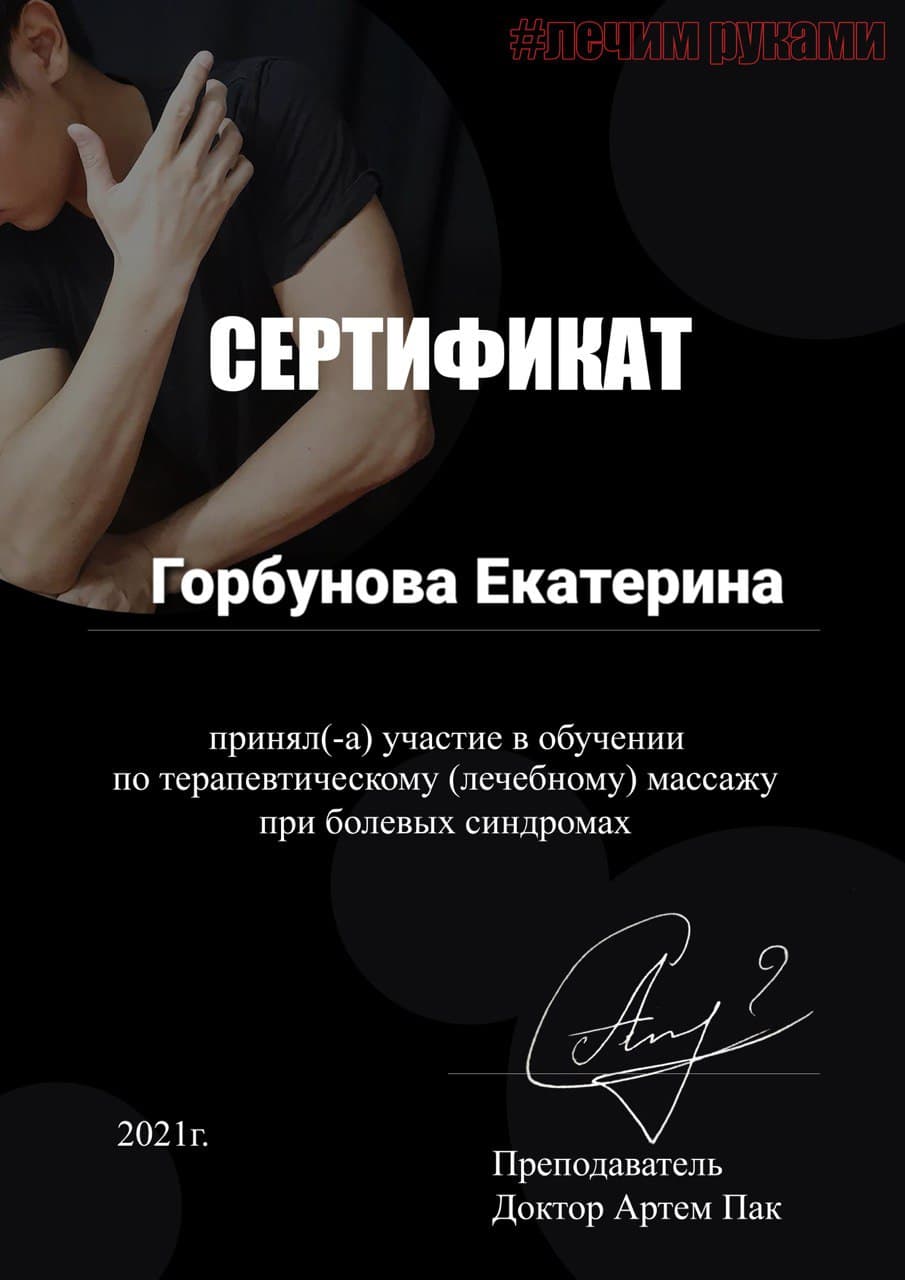 #лечим руками
СЕРТИФИКАТ
Горбунова Екатерина
принял(-а) участие в обучении
по терапевтическому (лечебному) массажу
при болевых синдромах
2021г.
Преподаватель
Доктор Артем Пак